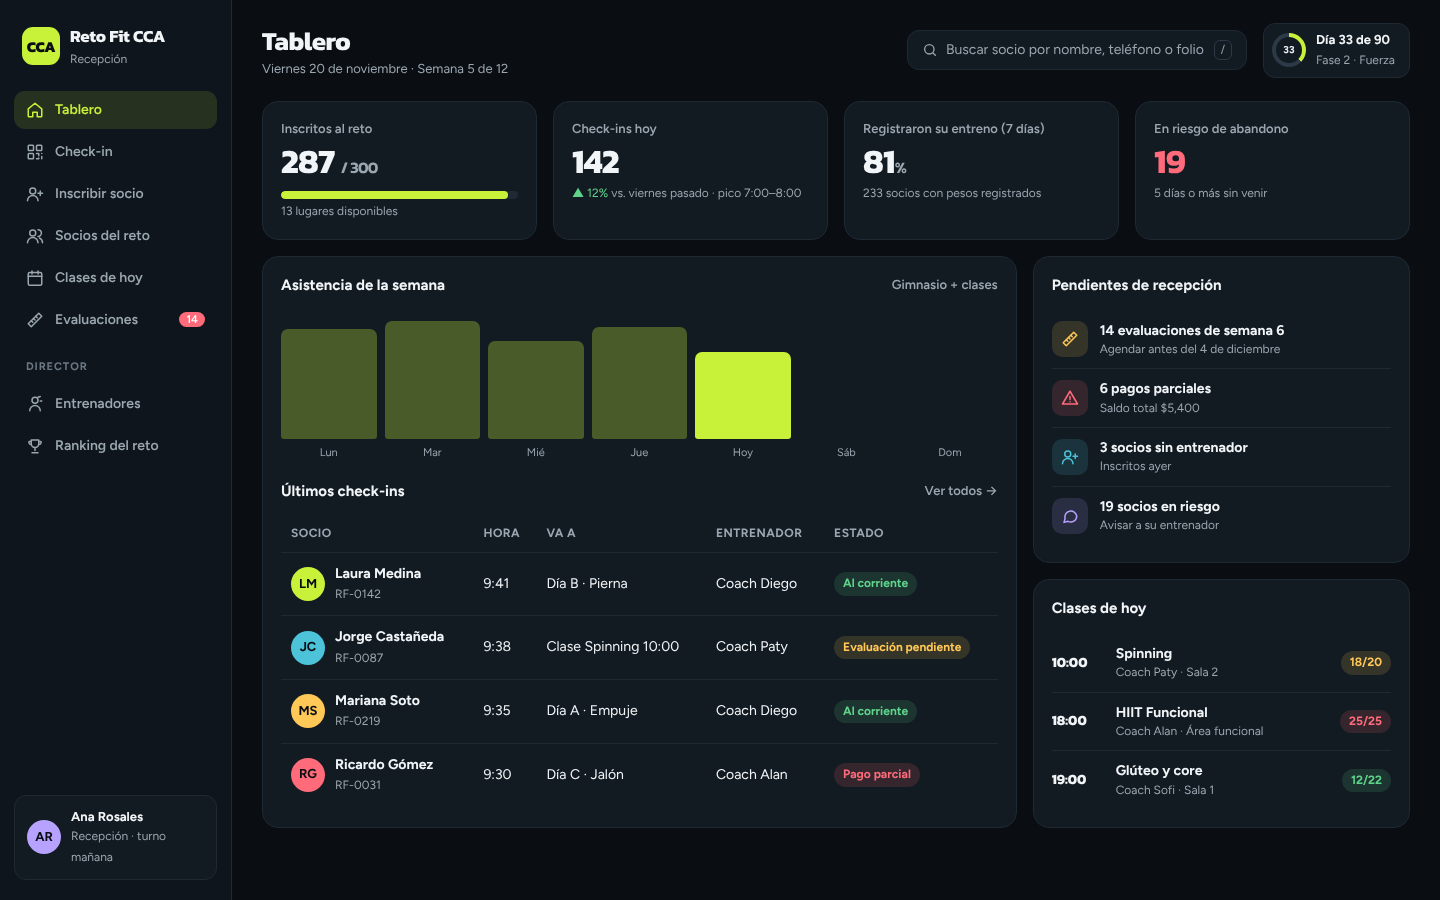 CCA
Reto Fit CCA
Recepción
Tablero
Check-in
Inscribir socio
Socios del reto
Clases de hoy
Evaluaciones 14
DIRECTOR
Entrenadores
Ranking del reto
AR
Ana Rosales
Recepción · turno
mañana
Tablero
Viernes 20 de noviembre · Semana 5 de 12
Buscar socio por nombre, teléfono o folio /
33
Día 33 de 90
Fase 2 · Fuerza
Inscritos al reto
287 / 300
13 lugares disponibles
Check-ins hoy
142
▲ 12% vs. viernes pasado · pico 7:00–8:00
Registraron su entreno (7 días)
81%
233 socios con pesos registrados
En riesgo de abandono
19
5 días o más sin venir
Asistencia de la semana Gimnasio + clases
Lun Mar Mié Jue Hoy Sáb Dom
Últimos check-ins Ver todos →
SOCIO HORA VA A ENTRENADOR ESTADO
LM Laura Medina 9:41 Día B · Pierna Coach Diego Al corriente
RF-0142
JC Jorge Castañeda 9:38 Clase Spinning 10:00 Coach Paty Evaluación pendiente
RF-0087
MS Mariana Soto 9:35 Día A · Empuje Coach Diego Al corriente
RF-0219
RG Ricardo Gómez 9:30 Día C · Jalón Coach Alan Pago parcial
RF-0031
Pendientes de recepción
14 evaluaciones de semana 6
Agendar antes del 4 de diciembre
6 pagos parciales
Saldo total $5,400
3 socios sin entrenador
Inscritos ayer
19 socios en riesgo
Avisar a su entrenador
Clases de hoy
10:00 Spinning 18/20
Coach Paty · Sala 2
18:00 HIIT Funcional 25/25
Coach Alan · Área funcional
19:00 Glúteo y core 12/22
Coach Sofi · Sala 1